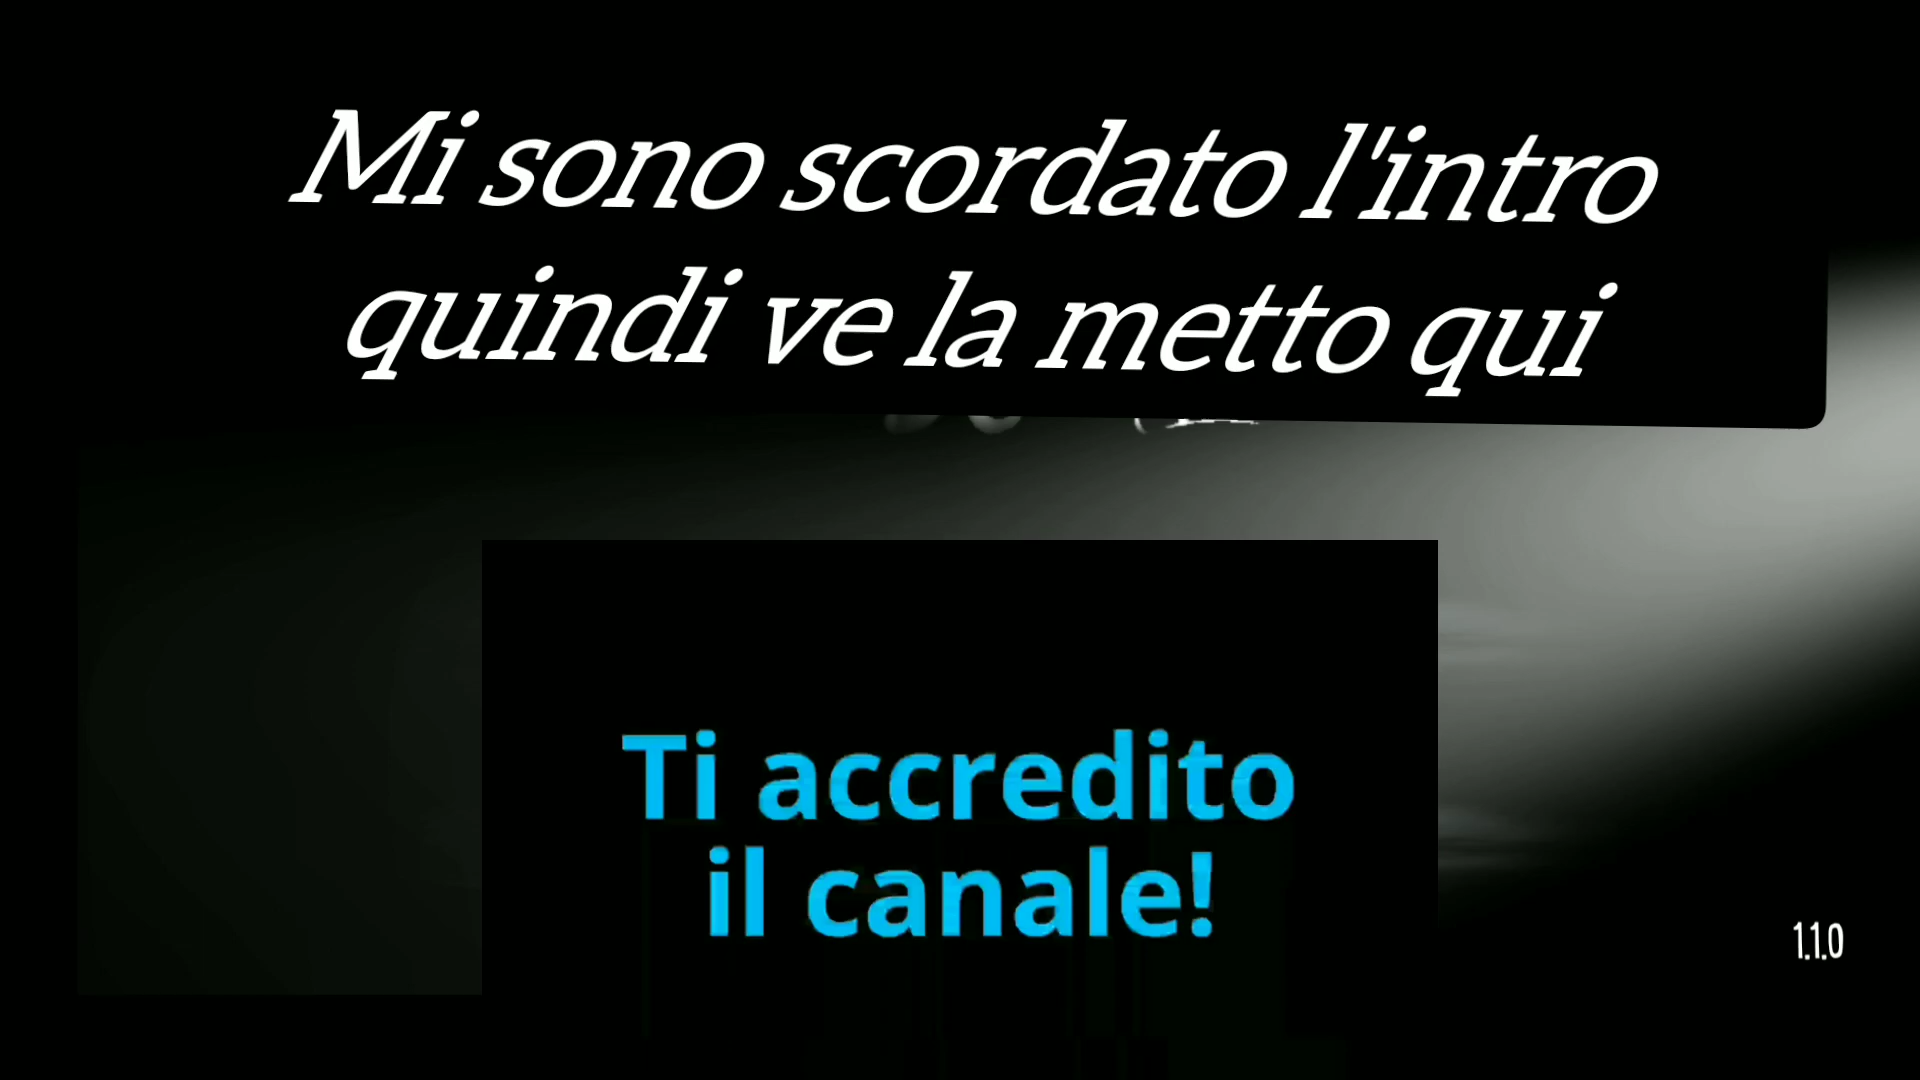 Mi sono scordato l'intro
quindi ve la metto qui
Ti accredito
il canale!
1.1.0